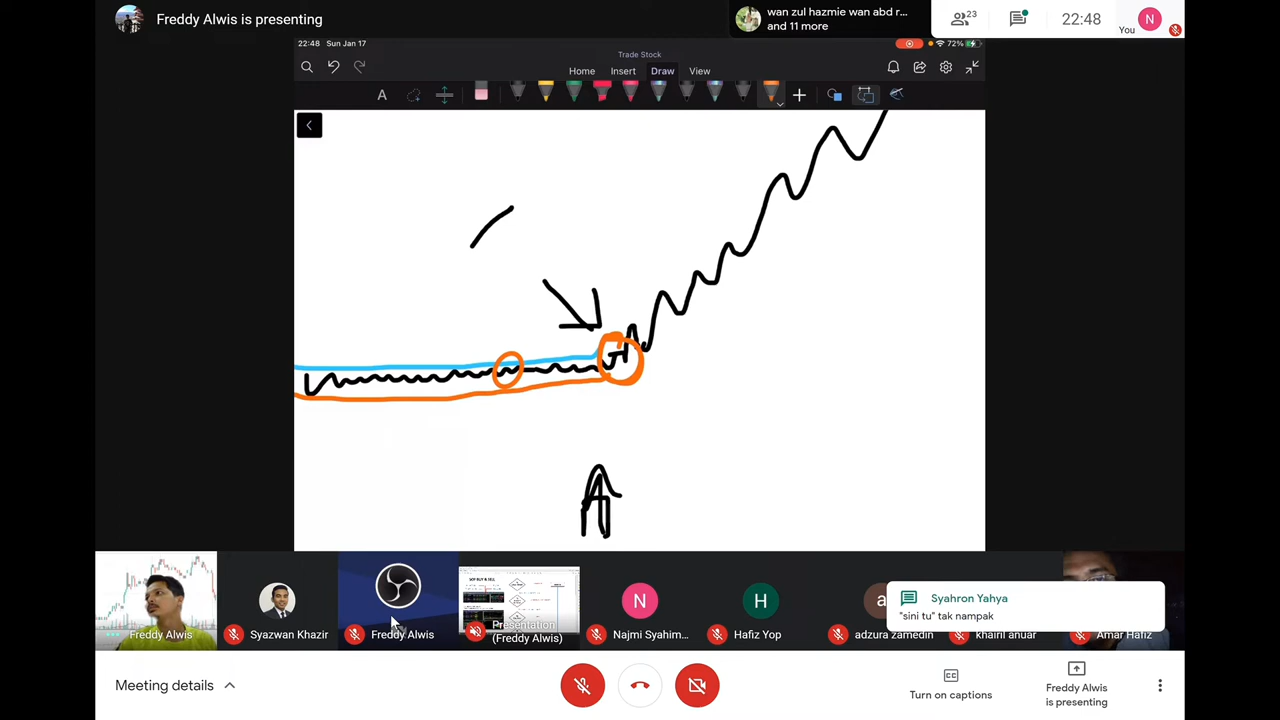 Freddy Alwis is presenting
wan zul hazmie wan abd r...
and 11 more
23
22:48
N
You
22:48 Sun Jan 17
72%
Trade Stock
Home Insert Draw View
A
Freddy Alwis
Syazwan Khazir
Freddy Alwis
SOP BUY & SELL
Presentation
(Freddy Alwis)
N
Najmi Syahim...
H
Hafiz Yop
a
adzura zamedin
khairil anuar
Amar Hafiz
Syahron Yahya
"sini tu" tak nampak
Meeting details
Turn on captions
Freddy Alwis
is presenting